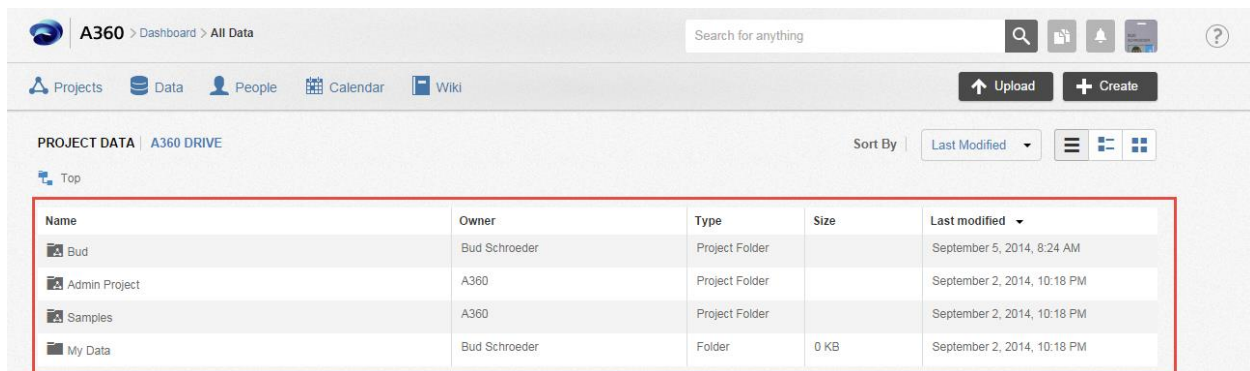 A360 > Dashboard > All Data
Search for anything
?
Projects Data People Calendar Wiki
Upload Create
PROJECT DATA | A360 DRIVE
Sort By | Last Modified
Top
Name Owner Type Size Last modified
Bud Bud Schroeder Project Folder September 5, 2014, 8:24 AM
Admin Project A360 Project Folder September 2, 2014, 10:18 PM
Samples A360 Project Folder September 2, 2014, 10:18 PM
My Data Bud Schroeder Folder 0 KB September 2, 2014, 10:18 PM